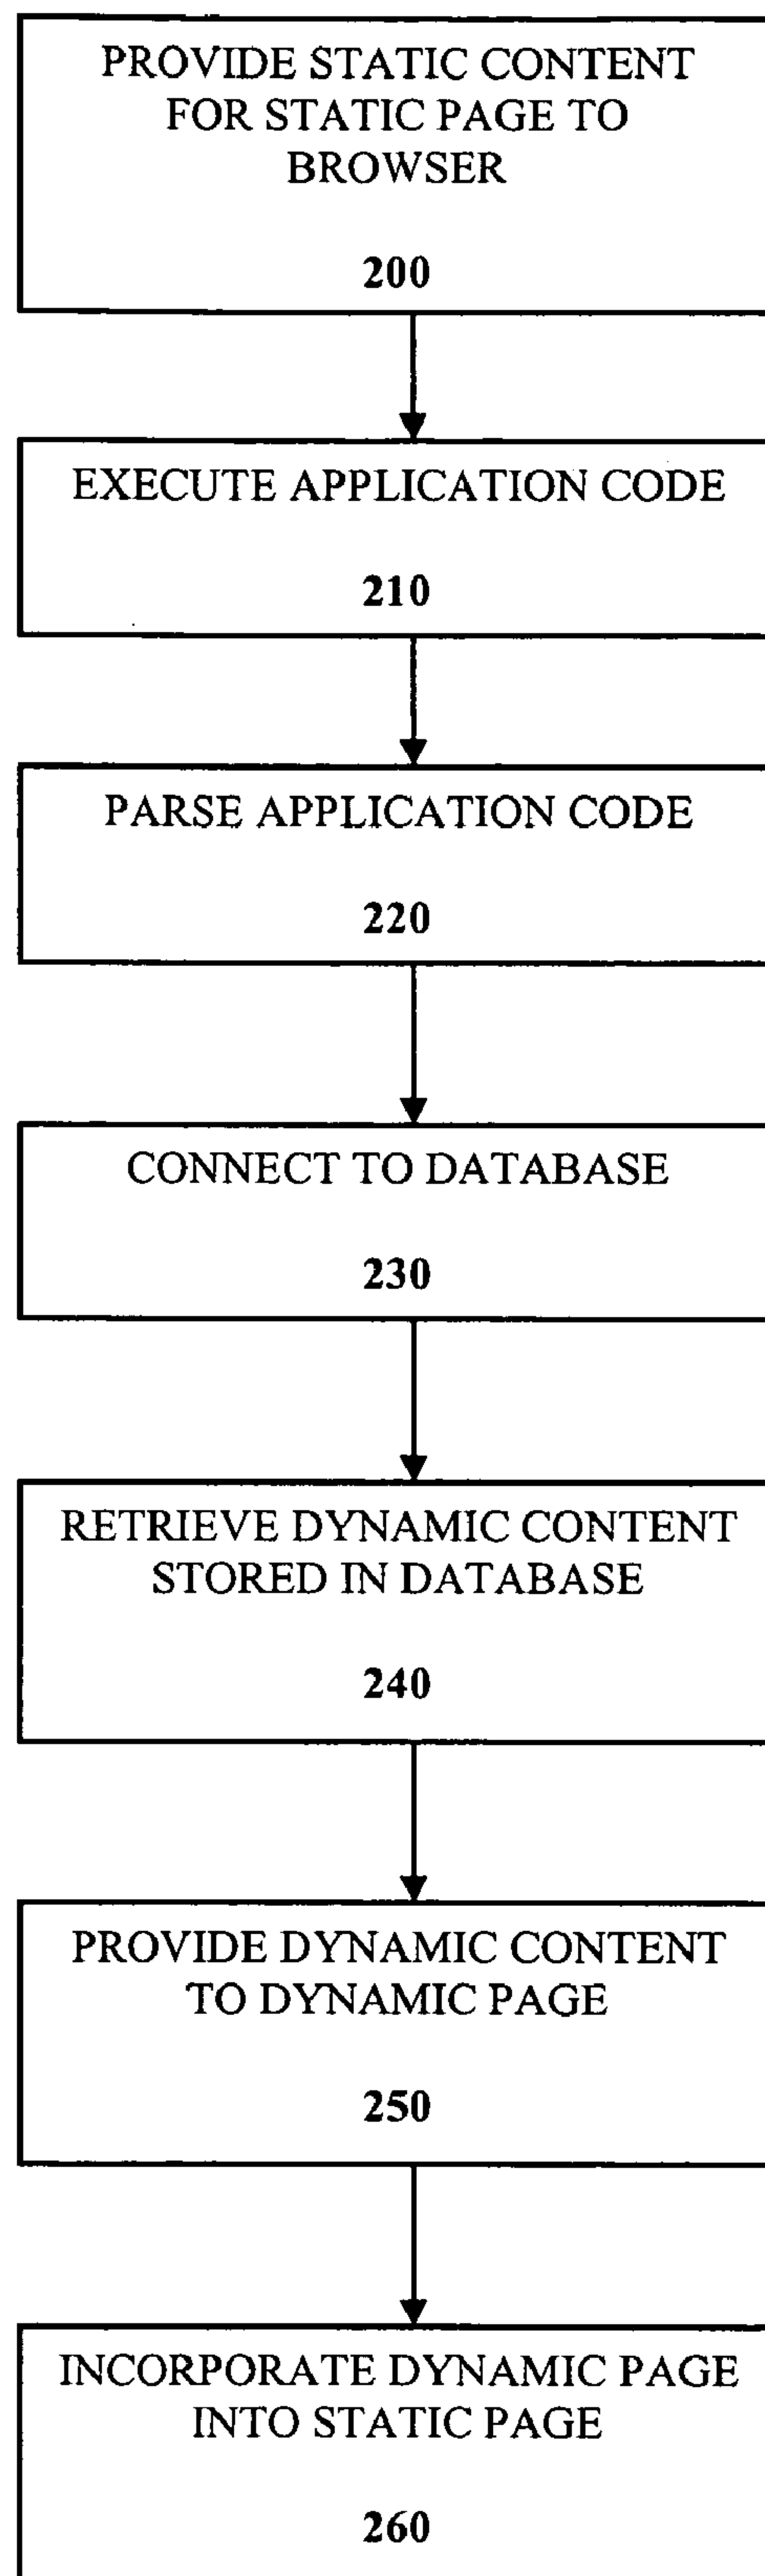 PROVIDE STATIC CONTENT
FOR STATIC PAGE TO
BROWSER
200
EXECUTE APPLICATION CODE
210
PARSE APPLICATION CODE
220
CONNECT TO DATABASE
230
RETRIEVE DYNAMIC CONTENT
STORED IN DATABASE
240
PROVIDE DYNAMIC CONTENT
TO DYNAMIC PAGE
250
INCORPORATE DYNAMIC PAGE
INTO STATIC PAGE
260